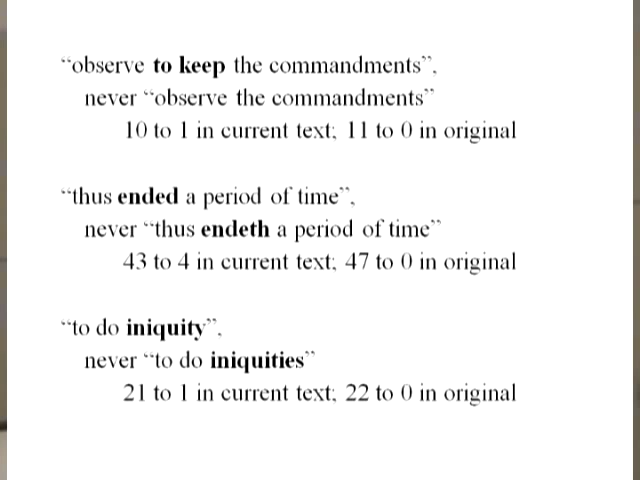 “observe to keep the commandments”,
never “observe the commandments”
10 to 1 in current text; 11 to 0 in original
“thus ended a period of time”,
never “thus endeth a period of time”
43 to 4 in current text; 47 to 0 in original
“to do iniquity”,
never “to do iniquities”
21 to 1 in current text; 22 to 0 in original